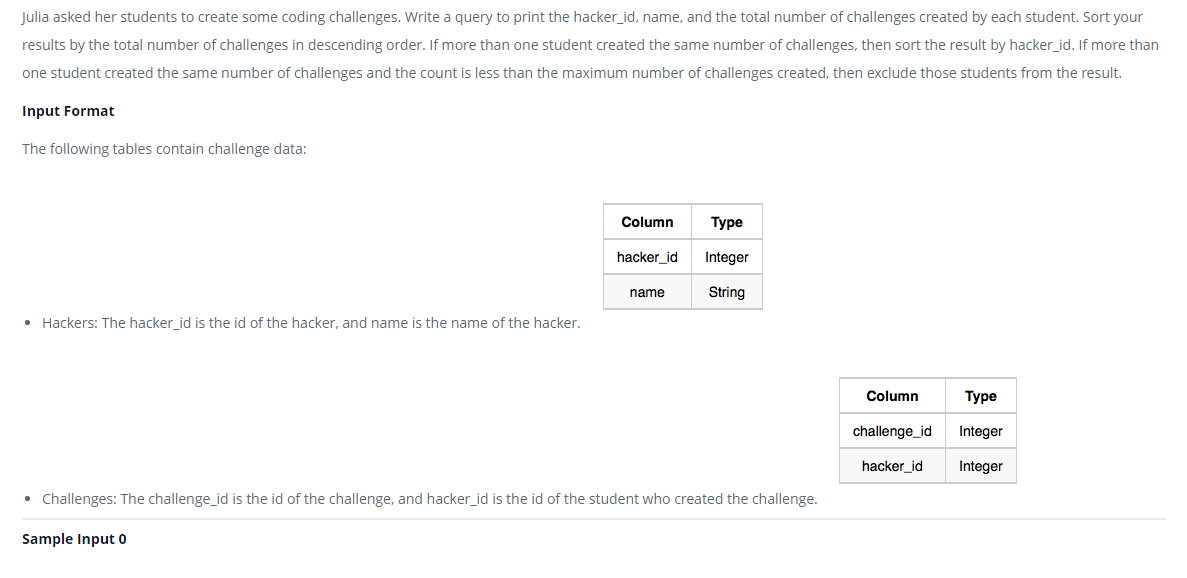 Julia asked her students to create some coding challenges. Write a query to print the hacker_id, name, and the total number of challenges created by each student. Sort your
results by the total number of challenges in descending order. If more than one student created the same number of challenges, then sort the result by hacker_id. If more than
one student created the same number of challenges and the count is less than the maximum number of challenges created, then exclude those students from the result.
Input Format
The following tables contain challenge data:
Column Type
hacker_id Integer
name String
• Hackers: The hacker_id is the id of the hacker, and name is the name of the hacker.
Column Type
challenge_id Integer
hacker_id Integer
• Challenges: The challenge_id is the id of the challenge, and hacker_id is the id of the student who created the challenge.
Sample Input 0